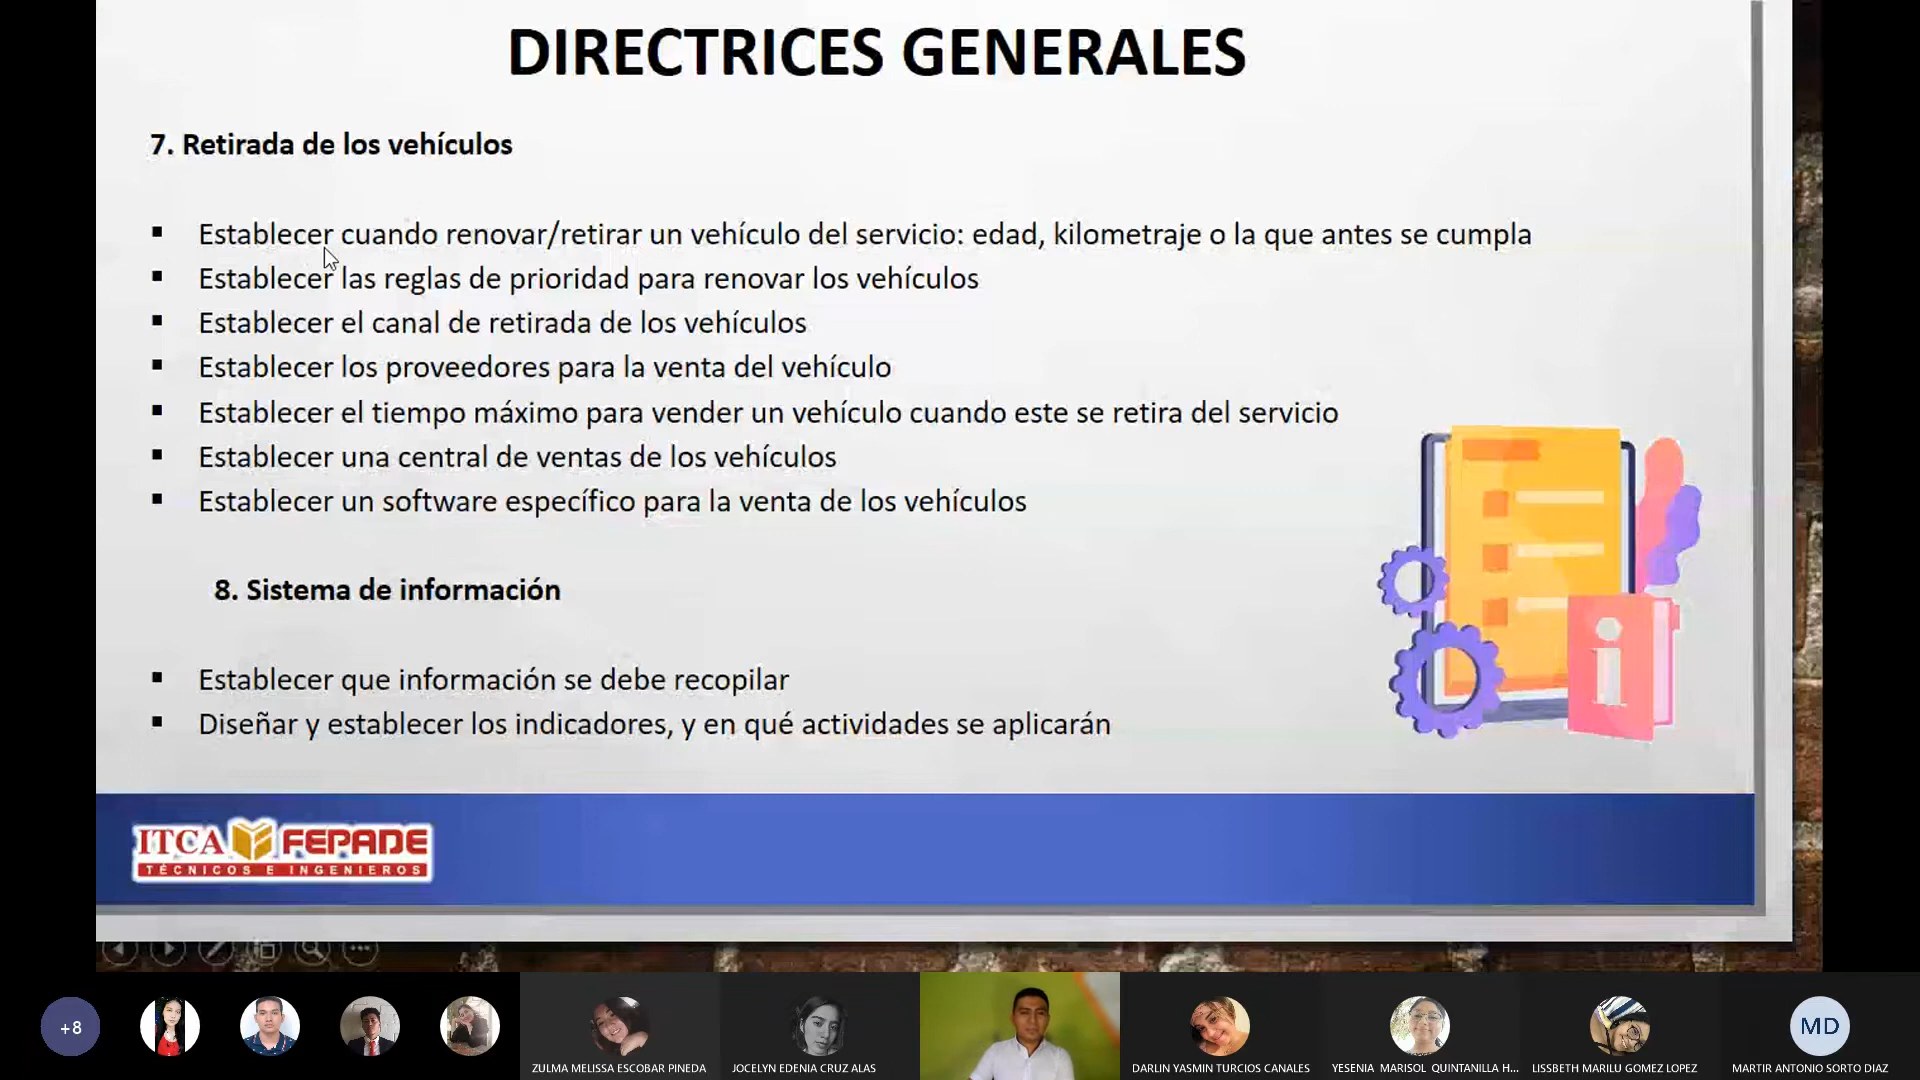 DIRECTRICES GENERALES
7. Retirada de los vehículos
▪ Establecer cuando renovar/retirar un vehículo del servicio: edad, kilometraje o la que antes se cumpla
▪ Establecer las reglas de prioridad para renovar los vehículos
▪ Establecer el canal de retirada de los vehículos
▪ Establecer los proveedores para la venta del vehículo
▪ Establecer el tiempo máximo para vender un vehículo cuando este se retira del servicio
▪ Establecer una central de ventas de los vehículos
▪ Establecer un software específico para la venta de los vehículos
8. Sistema de información
▪ Establecer que información se debe recopilar
▪ Diseñar y establecer los indicadores, y en qué actividades se aplicarán
i
ITCA FEPADE
TÉCNICOS E INGENIEROS
+8
MD
ZULMA MELISSA ESCOBAR PINEDA
JOCELYN EDENIA CRUZ ALAS
DARLIN YASMIN TURCIOS CANALES
YESENIA MARISOL QUINTANILLA H...
LISSBETH MARILU GOMEZ LOPEZ
MARTIR ANTONIO SORTO DIAZ